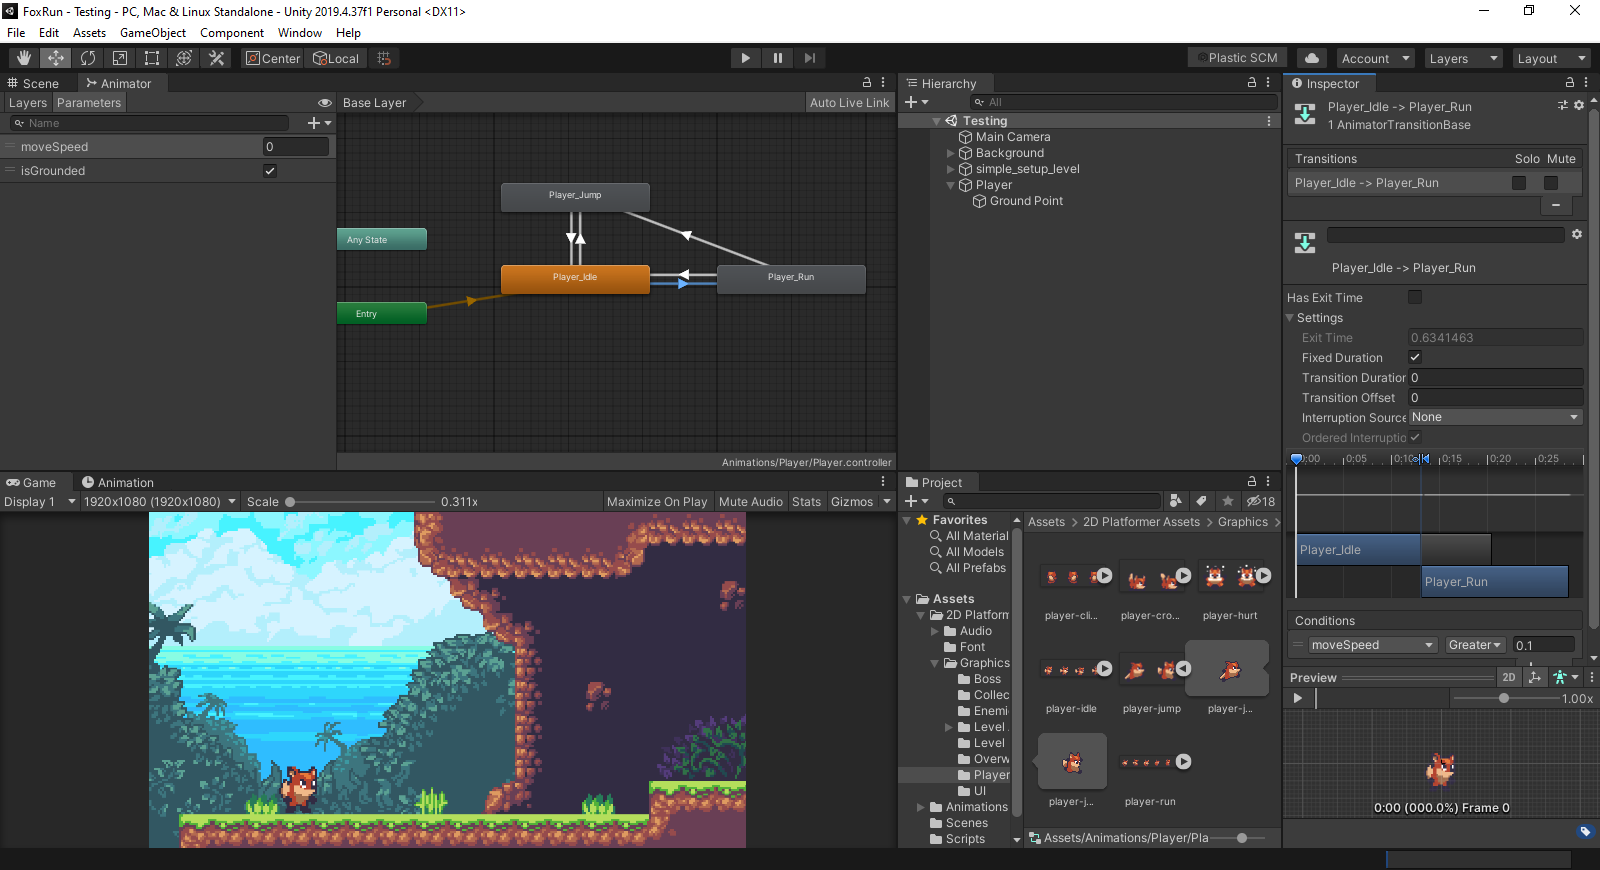 FoxRun - Testing - PC, Mac & Linux Standalone - Unity 2019.4.37f1 Personal <DX11>
File Edit Assets GameObject Component Window Help
Center Local
Plastic SCM Account Layers Layout
Scene Animator
Layers Parameters
Base Layer Auto Live Link
Name
moveSpeed 0
isGrounded
Player_Jump
Any State
Player_Idle
Player_Run
Entry
Animations/Player/Player.controller
Hierarchy
All
Testing
Main Camera
Background
simple_setup_level
Player
Ground Point
Inspector
Player_Idle -> Player_Run
1 AnimatorTransitionBase
Transitions Solo Mute
Player_Idle -> Player_Run
Player_Idle -> Player_Run
Has Exit Time
Settings
Exit Time 0.6341463
Fixed Duration
Transition Duration 0
Transition Offset 0
Interruption Source None
Ordered Interruptio
0:00 0:05 0:10 0:15 0:20 0:25
Player_Idle
Player_Run
Conditions
moveSpeed Greater 0.1
Preview 2D
1.00x
0:00 (000.0%) Frame 0
Game Animation
Display 1 1920x1080 (1920x1080) Scale 0.311x Maximize On Play Mute Audio Stats Gizmos
Project
18
Favorites
All Material
All Models
All Prefabs
Assets
2D Platform
Audio
Font
Graphics
Boss
Collec
Enemi
Level
Level
Overw
Player
UI
Animations
Scenes
Scripts
Assets > 2D Platformer Assets > Graphics >
player-cli... player-cro... player-hurt
player-idle player-jump player-j...
player-j... player-run
Assets/Animations/Player/Pla